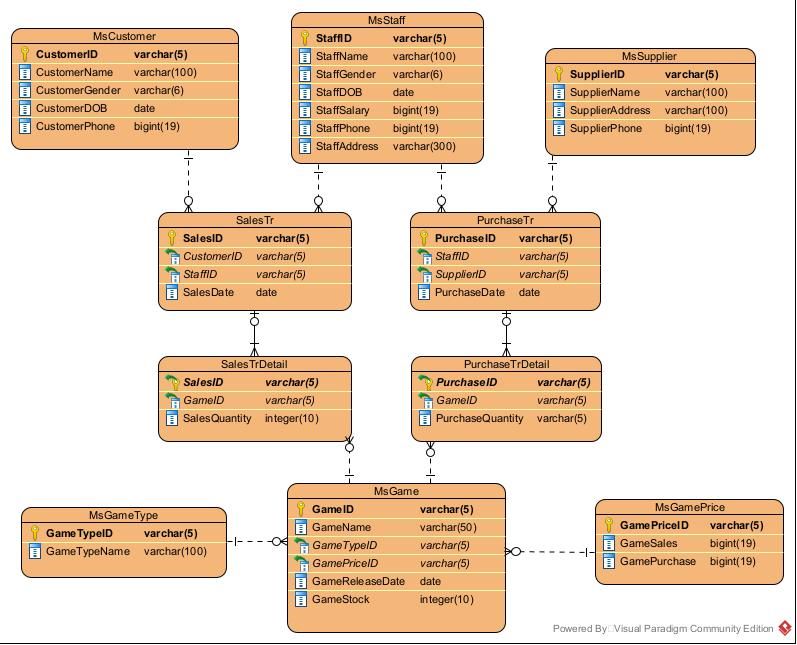 MsCustomer
CustomerID varchar(5)
CustomerName varchar(100)
CustomerGender varchar(6)
CustomerDOB date
CustomerPhone bigint(19)
MsStaff
StaffID varchar(5)
StaffName varchar(100)
StaffGender varchar(6)
StaffDOB date
StaffSalary bigint(19)
StaffPhone bigint(19)
StaffAddress varchar(300)
MsSupplier
SupplierID varchar(5)
SupplierName varchar(100)
SupplierAddress varchar(100)
SupplierPhone bigint(19)
SalesTr
SalesID varchar(5)
CustomerID varchar(5)
StaffID varchar(5)
SalesDate date
PurchaseTr
PurchaseID varchar(5)
StaffID varchar(5)
SupplierID varchar(5)
PurchaseDate date
SalesTrDetail
SalesID varchar(5)
GameID varchar(5)
SalesQuantity integer(10)
PurchaseTrDetail
PurchaseID varchar(5)
GameID varchar(5)
PurchaseQuantity varchar(5)
MsGameType
GameTypeID varchar(5)
GameTypeName varchar(100)
MsGame
GameID varchar(5)
GameName varchar(50)
GameTypeID varchar(5)
GamePriceID varchar(5)
GameReleaseDate date
GameStock integer(10)
MsGamePrice
GamePriceID varchar(5)
GameSales bigint(19)
GamePurchase bigint(19)
Powered By Visual Paradigm Community Edition